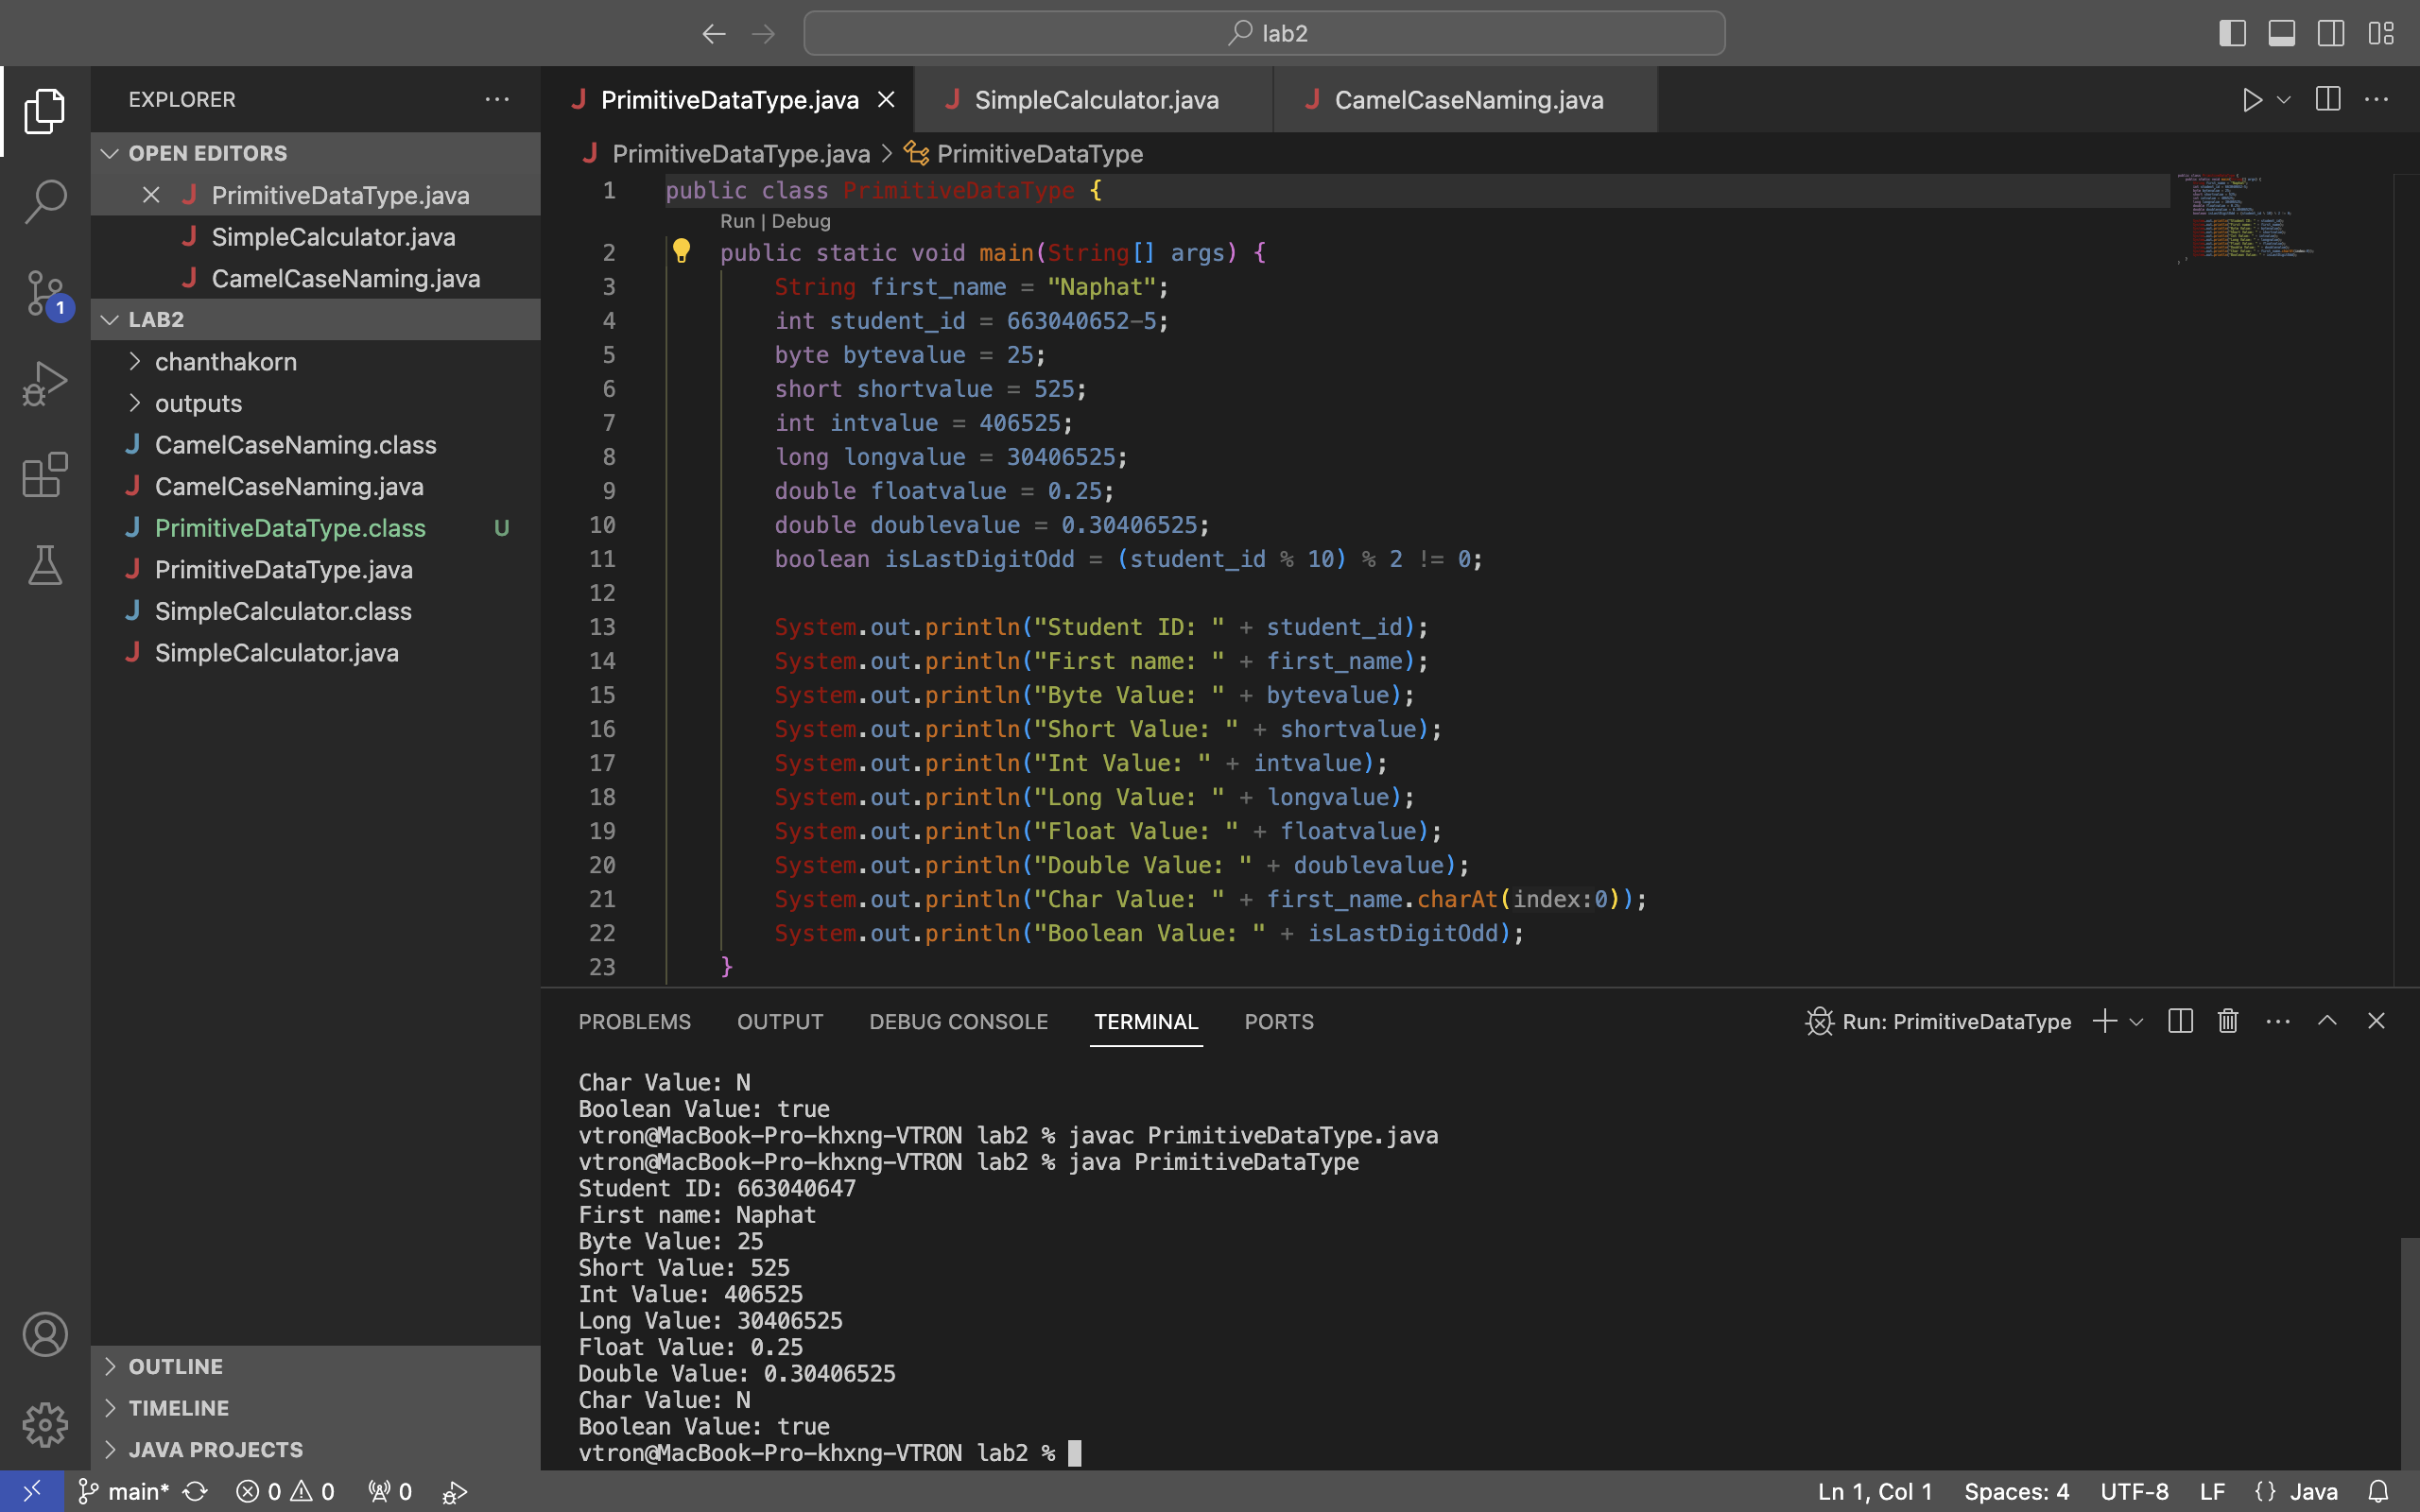 lab2
EXPLORER
OPEN EDITORS
PrimitiveDataType.java
SimpleCalculator.java
CamelCaseNaming.java
1
LAB2
chanthakorn
outputs
CamelCaseNaming.class
CamelCaseNaming.java
PrimitiveDataType.class U
PrimitiveDataType.java
SimpleCalculator.class
SimpleCalculator.java
OUTLINE
TIMELINE
JAVA PROJECTS
PrimitiveDataType.java SimpleCalculator.java CamelCaseNaming.java
PrimitiveDataType.java > PrimitiveDataType
1 public class PrimitiveDataType {
Run | Debug
2 public static void main(String[] args) {
3 String first_name = "Naphat";
4 int student_id = 663040652-5;
5 byte bytevalue = 25;
6 short shortvalue = 525;
7 int intvalue = 406525;
8 long longvalue = 30406525;
9 double floatvalue = 0.25;
10 double doublevalue = 0.30406525;
11 boolean isLastDigitOdd = (student_id % 10) % 2 != 0;
12
13 System.out.println("Student ID: " + student_id);
14 System.out.println("First name: " + first_name);
15 System.out.println("Byte Value: " + bytevalue);
16 System.out.println("Short Value: " + shortvalue);
17 System.out.println("Int Value: " + intvalue);
18 System.out.println("Long Value: " + longvalue);
19 System.out.println("Float Value: " + floatvalue);
20 System.out.println("Double Value: " + doublevalue);
21 System.out.println("Char Value: " + first_name.charAt(index:0));
22 System.out.println("Boolean Value: " + isLastDigitOdd);
23 }
PROBLEMS OUTPUT DEBUG CONSOLE TERMINAL PORTS Run: PrimitiveDataType
Char Value: N
Boolean Value: true
vtron@MacBook-Pro-khxng-VTRON lab2 % javac PrimitiveDataType.java
vtron@MacBook-Pro-khxng-VTRON lab2 % java PrimitiveDataType
Student ID: 663040647
First name: Naphat
Byte Value: 25
Short Value: 525
Int Value: 406525
Long Value: 30406525
Float Value: 0.25
Double Value: 0.30406525
Char Value: N
Boolean Value: true
vtron@MacBook-Pro-khxng-VTRON lab2 %
main* 0 0 0 Ln 1, Col 1 Spaces: 4 UTF-8 LF {} Java